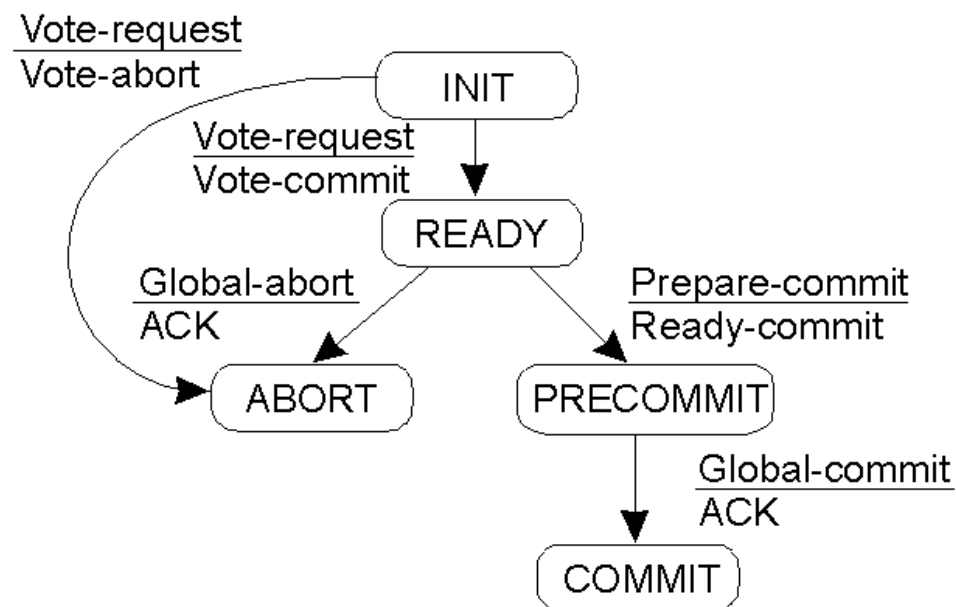 Vote-request
Vote-abort
INIT
Vote-request
Vote-commit
READY
Global-abort
ACK
Prepare-commit
Ready-commit
ABORT
PRECOMMIT
Global-commit
ACK
COMMIT